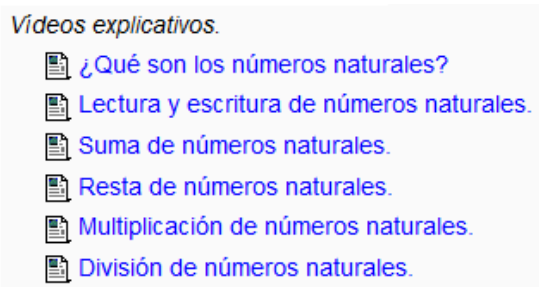 Vídeos explicativos.
¿Qué son los números naturales?
Lectura y escritura de números naturales.
Suma de números naturales.
Resta de números naturales.
Multiplicación de números naturales.
División de números naturales.